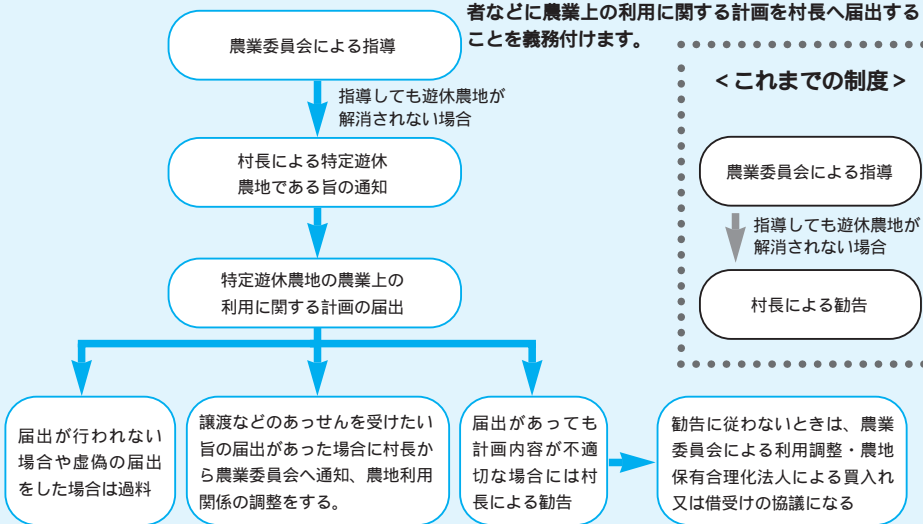 者などに農業上の利用に関する計画を村長へ届出する
ことを義務付けます。
農業委員会による指導
指導しても遊休農地が
解消されない場合
村長による特定遊休
農地である旨の通知
特定遊休農地の農業上の
利用に関する計画の届出
届出が行われない
場合や虚偽の届出
をした場合は過料
譲渡などのあっせんを受けたい
旨の届出があった場合に村長か
ら農業委員会へ通知、農地利用
関係の調整をする。
届出があっても
計画内容が不適
切な場合には村
長による勧告
勧告に従わないときは、農業
委員会による利用調整・農地
保有合理化法人による買入れ
又は借受けの協議になる
<これまでの制度>
農業委員会による指導
指導しても遊休農地が
解消されない場合
村長による勧告